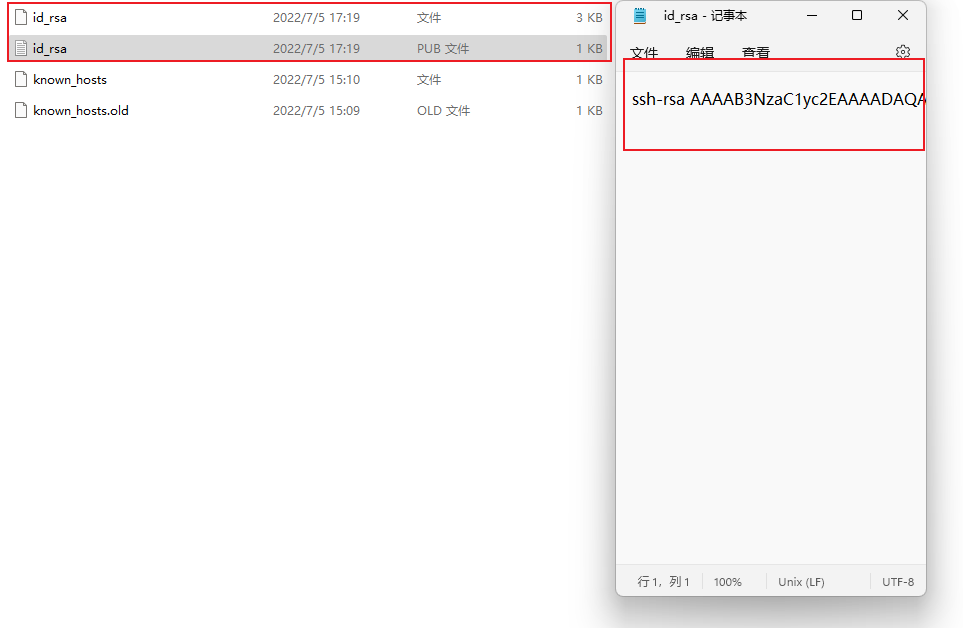 id_rsa 2022/7/5 17:19 文件 3 KB
id_rsa 2022/7/5 17:19 PUB 文件 1 KB
known_hosts 2022/7/5 15:10 文件 1 KB
known_hosts.old 2022/7/5 15:09 OLD 文件 1 KB
id_rsa - 记事本
文件 编辑 查看
ssh-rsa AAAAB3NzaC1yc2EAAAADAQA
行 1，列 1 100% Unix (LF) UTF-8